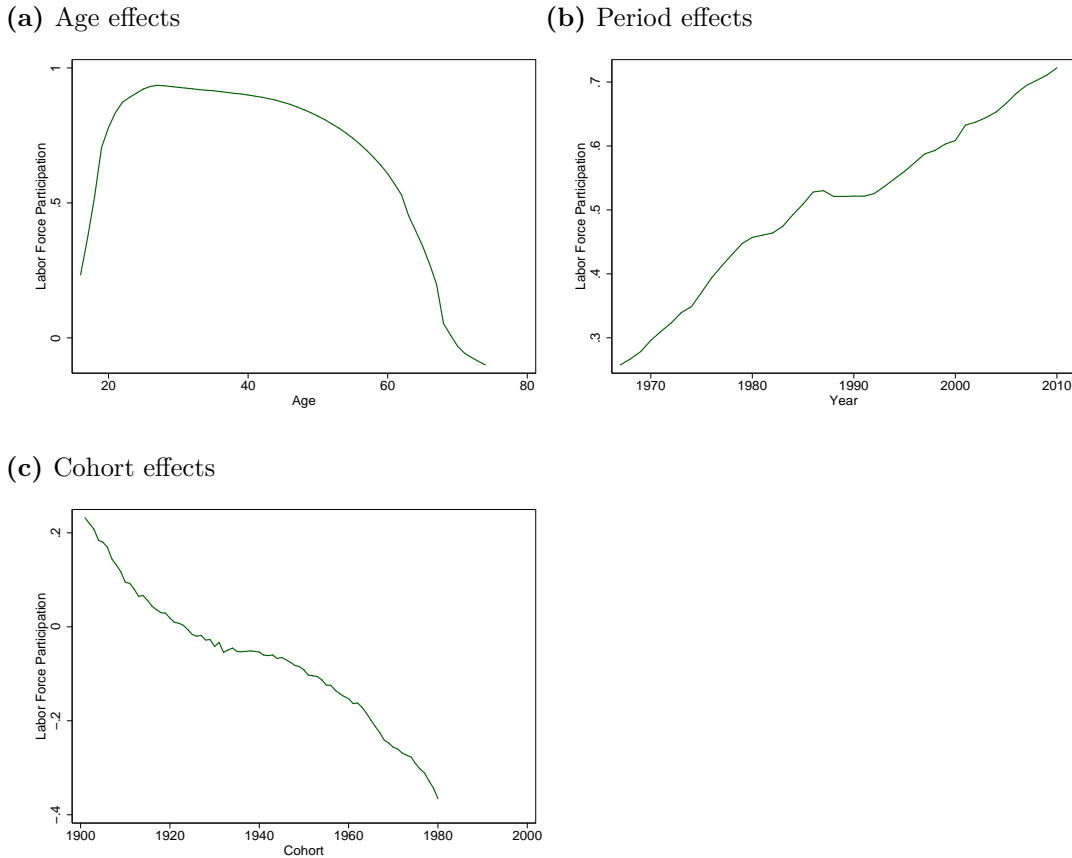 (a) Age effects
Labor Force Participation
1
.5
0
20 40 60 80
Age
(b) Period effects
Labor Force Participation
.7
.6
.5
.4
.3
1970 1980 1990 2000 2010
Year
(c) Cohort effects
Labor Force Participation
.2
0
-.2
-.4
1900 1920 1940 1960 1980 2000
Cohort